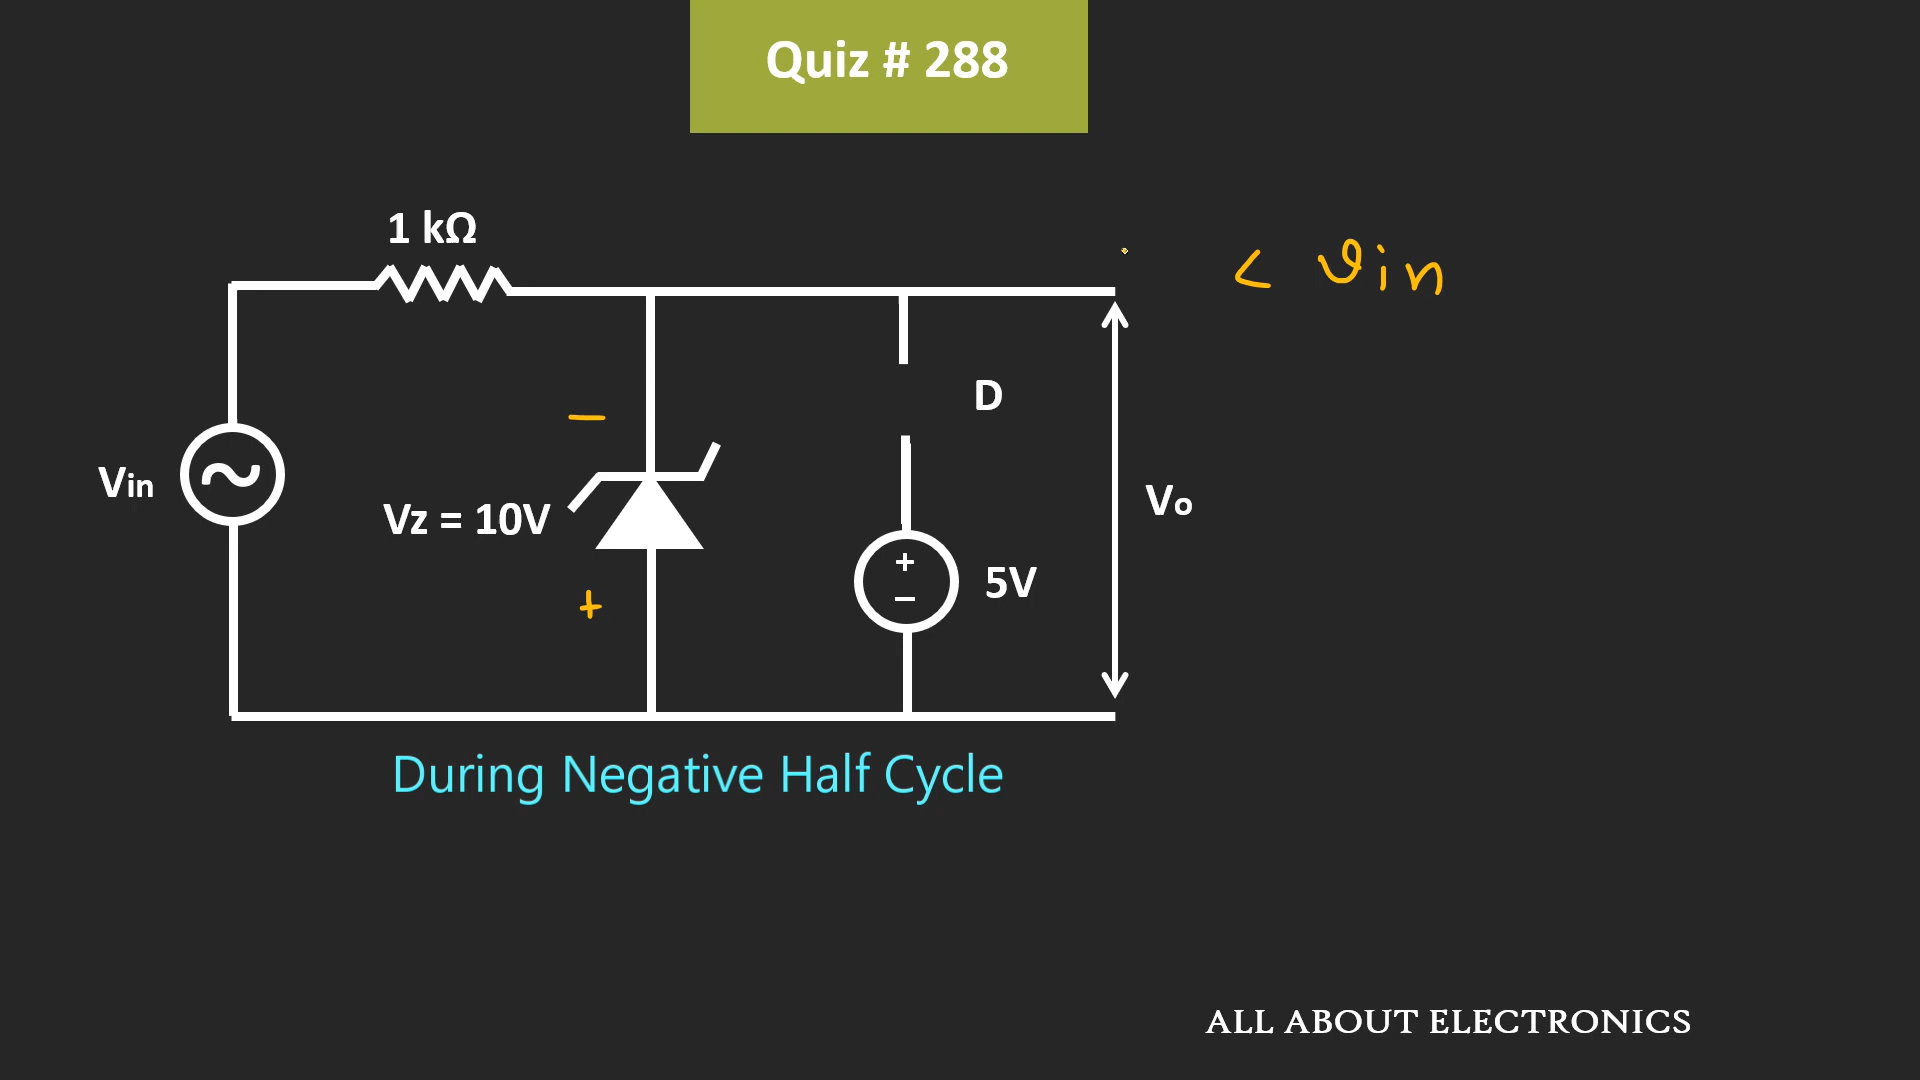 Quiz # 288
1 kΩ
< Vin
−
D
Vin
Vz = 10V
Vo
+
−
5V
+
During Negative Half Cycle
ALL ABOUT ELECTRONICS